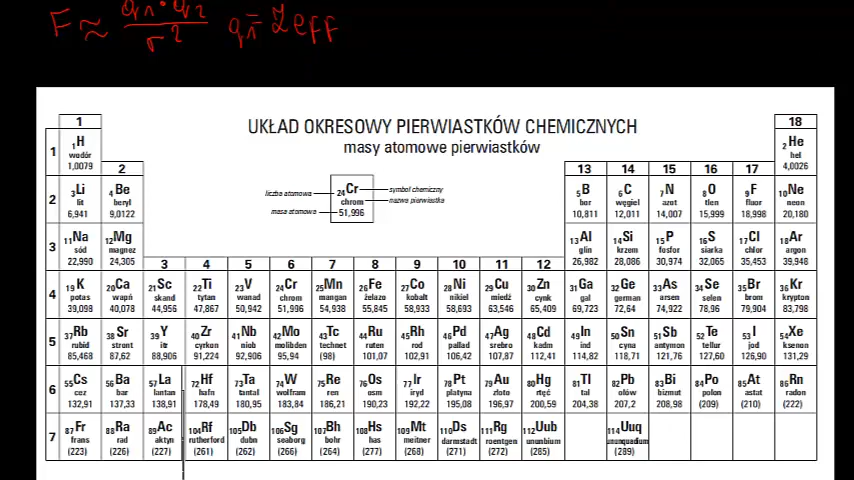 F ≈ q1·q2 / r² q1 = Zeff
UKŁAD OKRESOWY PIERWIASTKÓW CHEMICZNYCH
masy atomowe pierwiastków
liczba atomowa 24Cr symbol chemiczny
chrom nazwa pierwiastka
masa atomowa 51,996
1 18
1 1H 2He
wodór hel
1,0079 2 13 14 15 16 17 4,0026
2 3Li 4Be 5B 6C 7N 8O 9F 10Ne
lit beryl bor węgiel azot tlen fluor neon
6,941 9,0122 10,811 12,011 14,007 15,999 18,998 20,180
3 11Na 12Mg 13Al 14Si 15P 16S 17Cl 18Ar
sód magnez glin krzem fosfor siarka chlor argon
22,990 24,305 26,982 28,086 30,974 32,065 35,453 39,948
3 4 5 6 7 8 9 10 11 12
4 19K 20Ca 21Sc 22Ti 23V 24Cr 25Mn 26Fe 27Co 28Ni 29Cu 30Zn 31Ga 32Ge 33As 34Se 35Br 36Kr
potas wapń skand tytan wanad chrom mangan żelazo kobalt nikiel miedź cynk gal german arsen selen brom krypton
39,098 40,078 44,956 47,867 50,942 51,996 54,938 55,845 58,933 58,693 63,546 65,409 69,723 72,64 74,922 78,96 79,904 83,798
5 37Rb 38Sr 39Y 40Zr 41Nb 42Mo 43Tc 44Ru 45Rh 46Pd 47Ag 48Cd 49In 50Sn 51Sb 52Te 53I 54Xe
rubid stront itr cyrkon niob molibden technet ruten rod pallad srebro kadm ind cyna antymon tellur jod ksenon
85,468 87,62 88,906 91,224 92,906 95,94 (98) 101,07 102,91 106,42 107,87 112,41 114,82 118,71 121,76 127,60 126,90 131,29
6 55Cs 56Ba 57La 72Hf 73Ta 74W 75Re 76Os 77Ir 78Pt 79Au 80Hg 81Tl 82Pb 83Bi 84Po 85At 86Rn
cez bar lantan hafn tantal wolfram ren osm iryd platyna złoto rtęć tal ołów bizmut polon astat radon
132,91 137,33 138,91 178,49 180,95 183,84 186,21 190,23 192,22 195,08 196,97 200,59 204,38 207,2 208,98 (209) (210) (222)
7 87Fr 88Ra 89Ac 104Rf 105Db 106Sg 107Bh 108Hs 109Mt 110Ds 111Rg 112Uub 114Uuq
frans rad aktyn rutherford dubn seaborg bohr has meitner darmstadt roentgen ununbium ununquadium
(223) (226) (227) (261) (262) (266) (264) (277) (268) (271) (272) (285) (289)